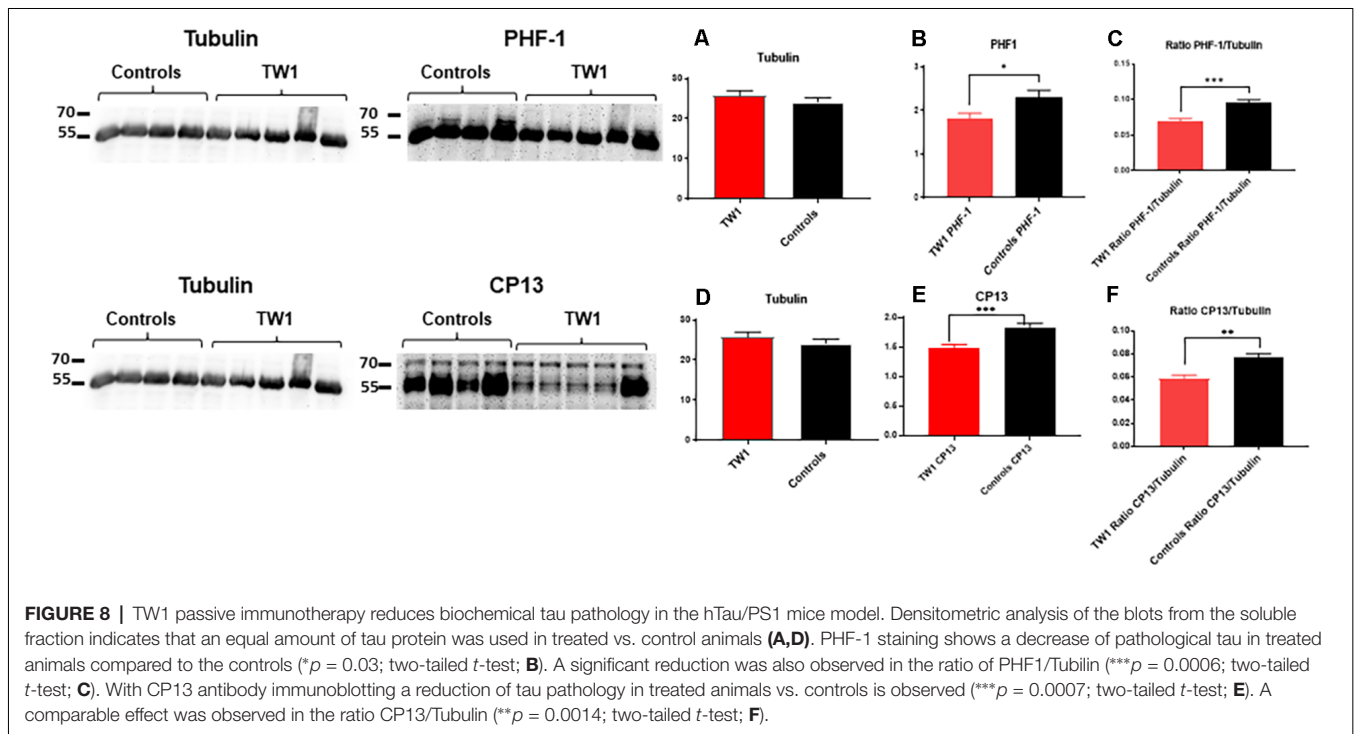 Tubulin
Controls TW1
70
55
PHF-1
Controls TW1
70
55
A
Tubulin
30
20
10
0
TW1
Controls
B
PHF1
*
3
2
1
0
TW1 PHF-1
Controls PHF-1
C
Ratio PHF-1/Tubulin
***
0.15
0.10
0.05
0.00
TW1 Ratio PHF-1/Tubulin
Controls Ratio PHF-1/Tubulin
Tubulin
Controls TW1
70
55
CP13
Controls TW1
70
55
D
Tubulin
30
20
10
0
TW1
Controls
E
CP13
***
2.0
1.6
0.6
0.0
TW1 CP13
Controls CP13
F
Ratio CP13/Tubulin
**
0.10
0.08
0.06
0.04
0.02
0.00
TW1 Ratio CP13/Tubulin
Controls Ratio CP13/Tubulin
FIGURE 8 | TW1 passive immunotherapy reduces biochemical tau pathology in the hTau/PS1 mice model. Densitometric analysis of the blots from the soluble
fraction indicates that an equal amount of tau protein was used in treated vs. control animals (A,D). PHF-1 staining shows a decrease of pathological tau in treated
animals compared to the controls (*p = 0.03; two-tailed t-test; B). A significant reduction was also observed in the ratio of PHF1/Tubilin (***p = 0.0006; two-tailed
t-test; C). With CP13 antibody immunoblotting a reduction of tau pathology in treated animals vs. controls is observed (***p = 0.0007; two-tailed t-test; E). A
comparable effect was observed in the ratio CP13/Tubulin (**p = 0.0014; two-tailed t-test; F).